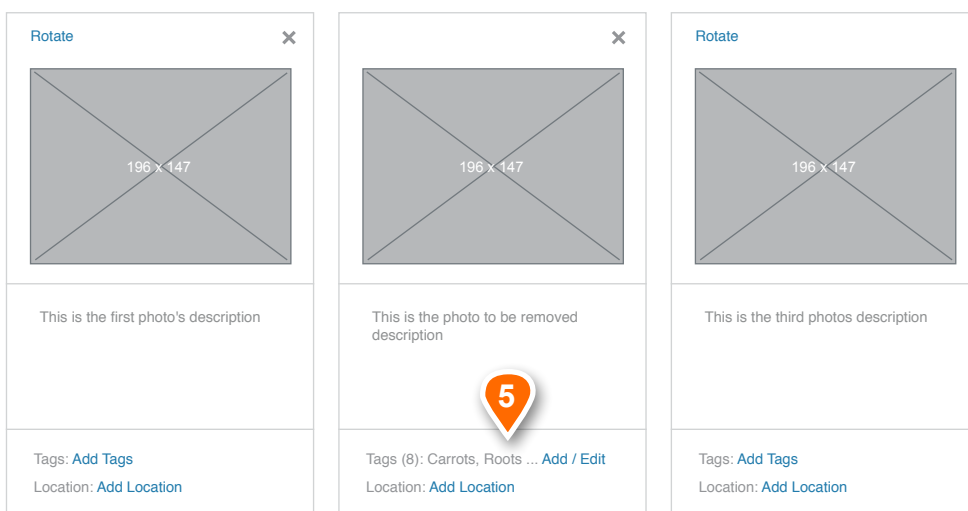 Rotate
196 x 147
This is the first photo's description
Tags: Add Tags
Location: Add Location
196 x 147
This is the photo to be removed
description
5
Tags (8): Carrots, Roots ... Add / Edit
Location: Add Location
Rotate
196 x 147
This is the third photos description
Tags: Add Tags
Location: Add Location